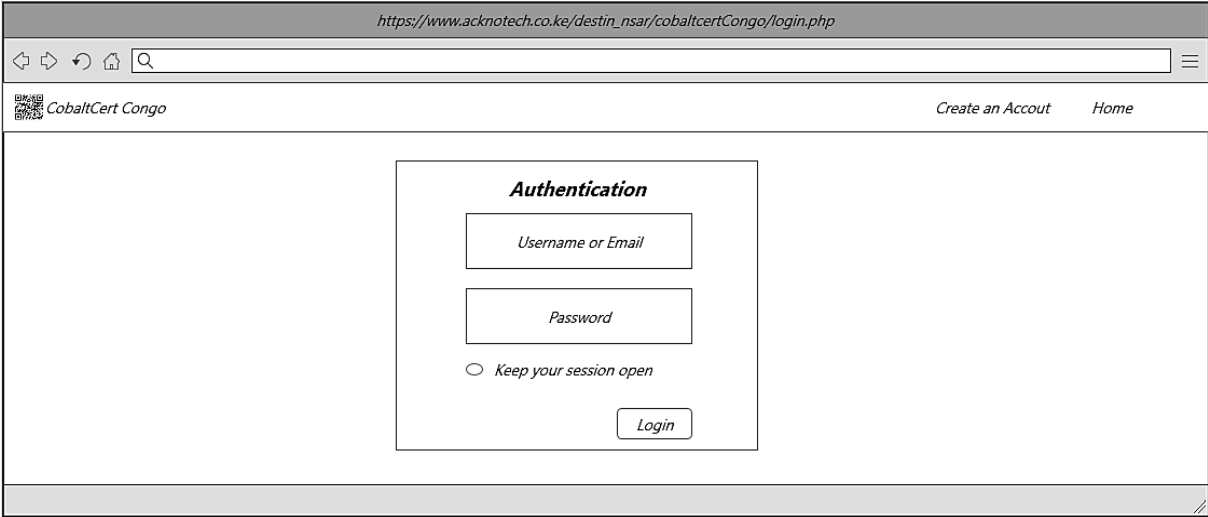 https://www.acknotech.co.ke/destin_nsar/cobaltcertCongo/login.php
CobaltCert Congo
Create an Accout
Home
Authentication
Username or Email
Password
Keep your session open
Login